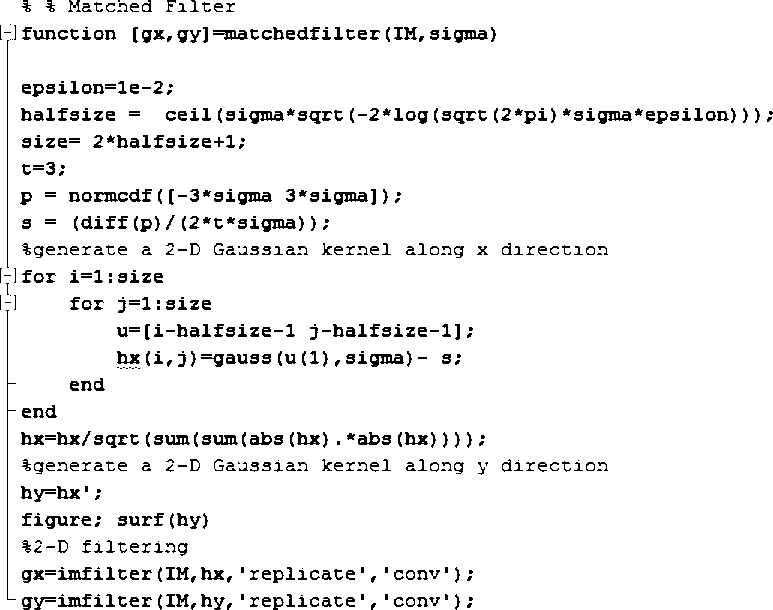 % % Matched Filter
function [gx,gy]=matchedfilter(IM,sigma)
epsilon=1e-2;
halfsize = ceil(sigma*sqrt(-2*log(sqrt(2*pi)*sigma*epsilon)));
size= 2*halfsize+1;
t=3;
p = normcdf([-3*sigma 3*sigma]);
s = (diff(p)/(2*t*sigma));
%generate a 2-D Gaussian kernel along x direction
for i=1:size
for j=1:size
u=[i-halfsize-1 j-halfsize-1];
hx(i,j)=gauss(u(1),sigma)- s;
end
end
hx=hx/sqrt(sum(sum(abs(hx).*abs(hx))));
%generate a 2-D Gaussian kernel along y direction
hy=hx';
figure; surf(hy)
%2-D filtering
gx=imfilter(IM,hx,'replicate','conv');
gy=imfilter(IM,hy,'replicate','conv');